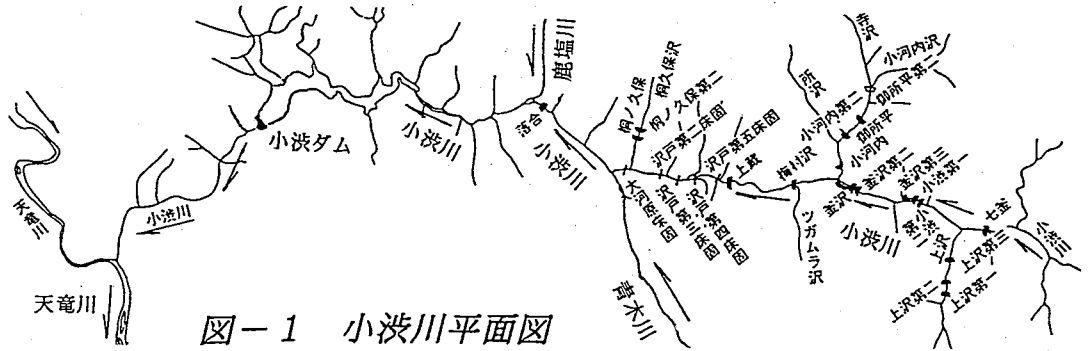 天竜川
天竜川
小渋川
小渋ダム
小渋川
鹿塩川
落合
小渋川
桐ノ久保
桐久保沢
桐ノ久保第二
沢戸第二床固
沢戸第五床固
上蔵
大河原床固
沢戸第三床固
沢戸第四床固
青木川
梅村沢
ツガムラ沢
所沢
寺沢
小河内沢
御所平第二
御所平
小河内第二
小河内
釜沢第二
釜沢
釜沢第三
小渋第一
小渋第二
小渋川
七釜
小渋川
上沢
上沢第三
上沢第一
上沢第二
図－1 小渋川平面図